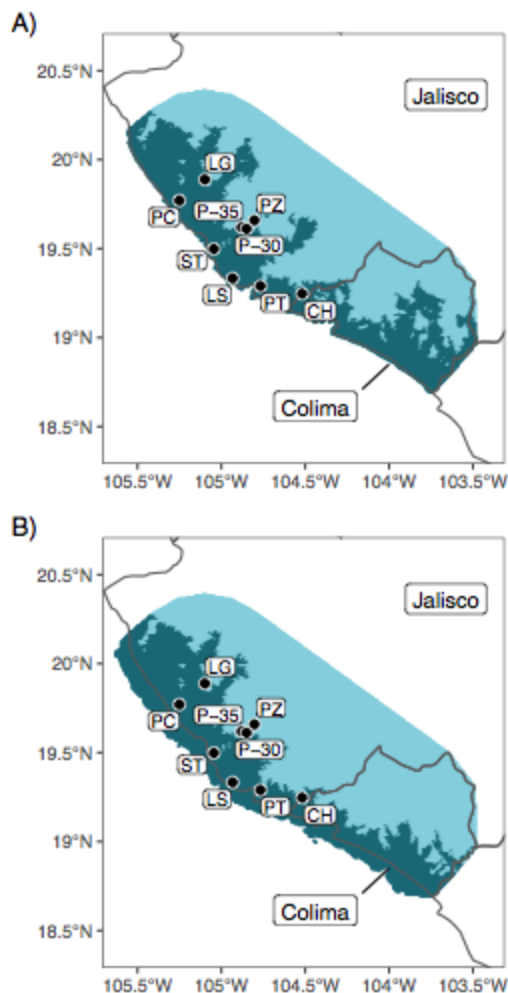 A)
20.5°N
Jalisco
20°N
LG
P−35
PZ
PC
19.5°N
P−30
ST
LS
PT
CH
19°N
Colima
18.5°N
105.5°W 105°W 104.5°W 104°W 103.5°W
B)
20.5°N
Jalisco
20°N
LG
P−35
PZ
PC
19.5°N
P−30
ST
LS
PT
CH
19°N
Colima
18.5°N
105.5°W 105°W 104.5°W 104°W 103.5°W